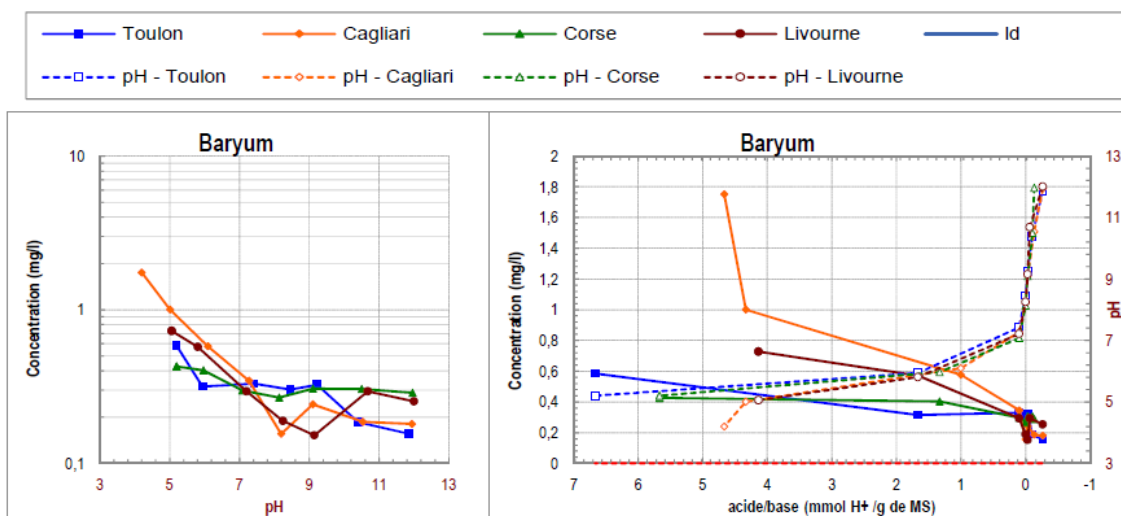 Toulon Cagliari Corse Livourne ld
pH - Toulon pH - Cagliari pH - Corse pH - Livourne
Baryum
Concentration (mg/l)
10
1
0,1
3 5 7 9 11 13
pH
Baryum
Concentration (mg/l)
2
1,8
1,6
1,4
1,2
1
0,8
0,6
0,4
0,2
0
7 6 5 4 3 2 1 0 -1
acide/base (mmol H+ /g de MS)
13
11
9
7
5
3
pH